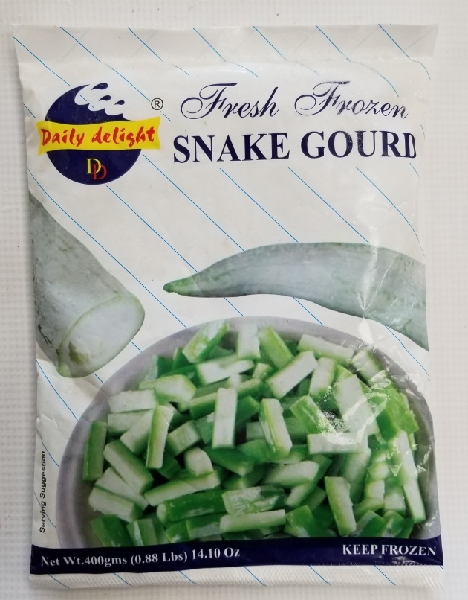 Daily delight
®
DD
Fresh Frozen
SNAKE GOURD
Serving Suggestion
Net Wt.400gms (0.88 Lbs) 14.10 Oz
KEEP FROZEN